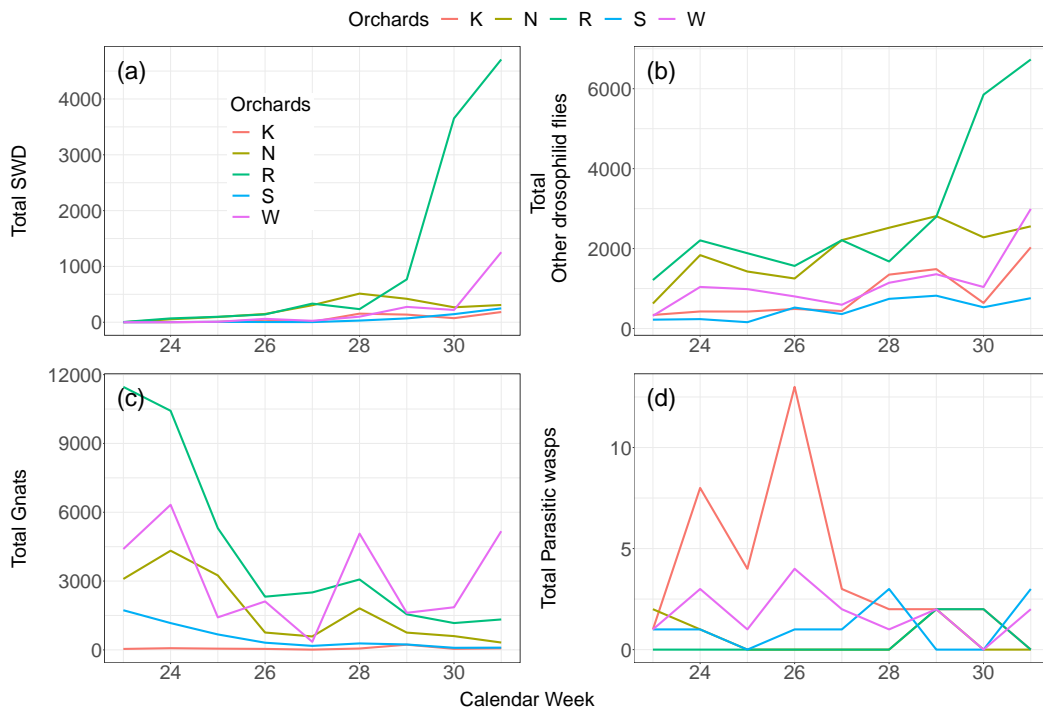 Orchards K N R S W
(a)
Total SWD
4000
3000
2000
1000
0
Orchards
K
N
R
S
W
24 26 28 30
(b)
Total
Other drosophilid flies
6000
4000
2000
0
24 26 28 30
(c)
Total Gnats
12000
9000
6000
3000
0
24 26 28 30
(d)
Total Parasitic wasps
10
5
0
24 26 28 30
Calendar Week